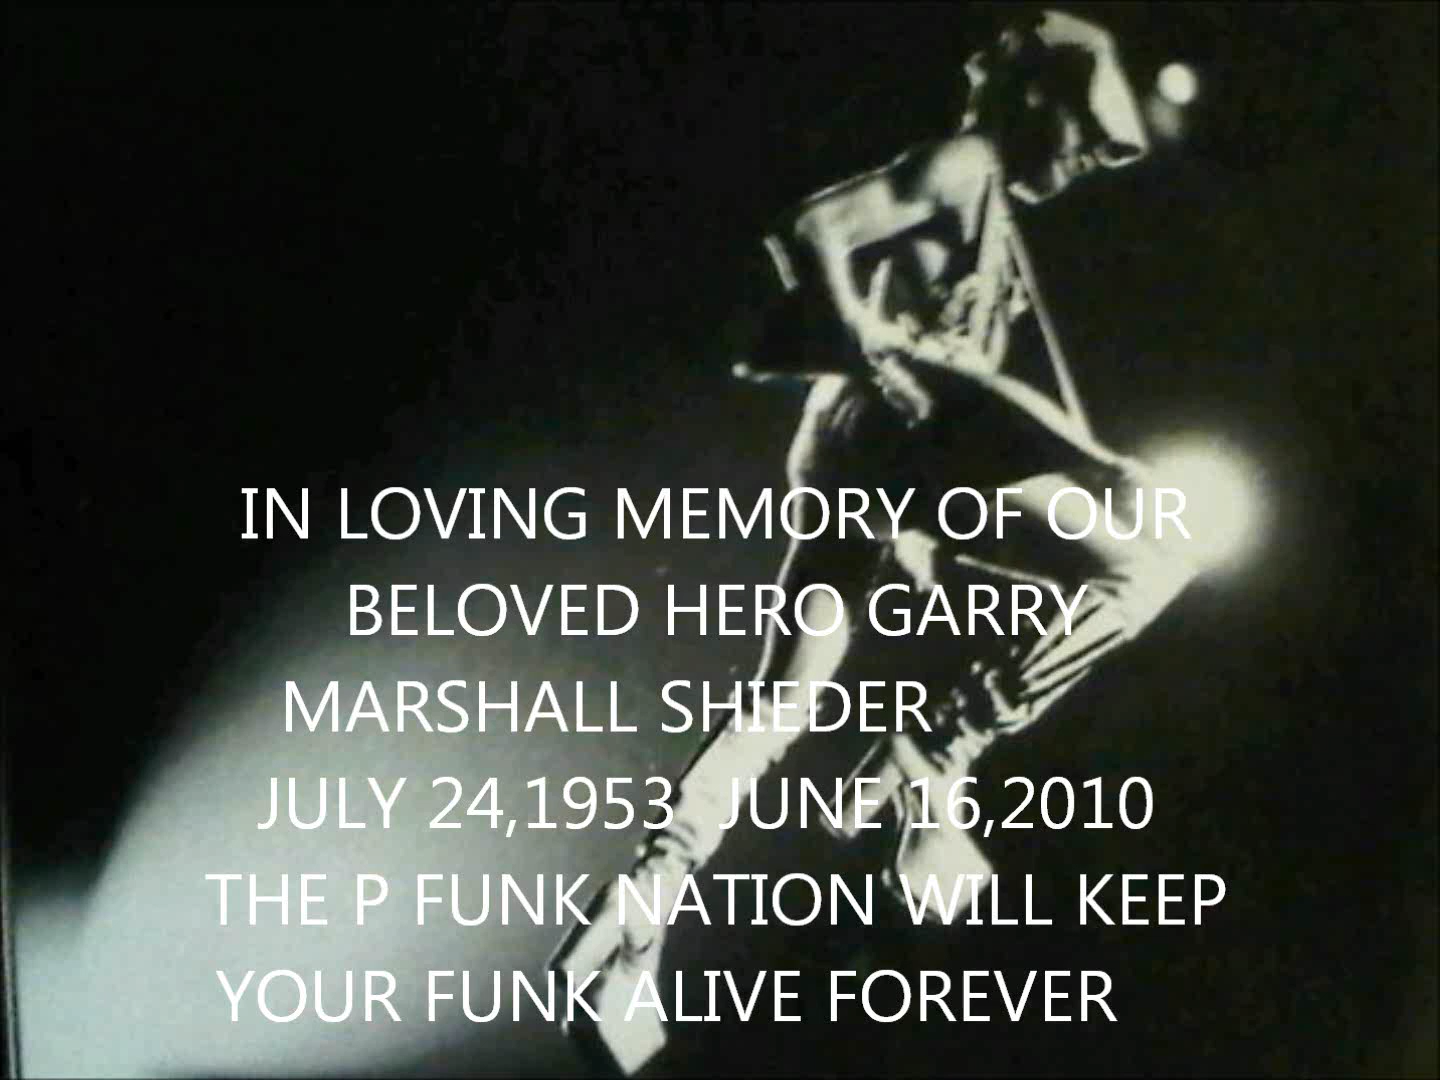 IN LOVING MEMORY OF OUR
BELOVED HERO GARRY
MARSHALL SHIEDER
JULY 24,1953  JUNE 16,2010
THE P FUNK NATION WILL KEEP
YOUR FUNK ALIVE FOREVER